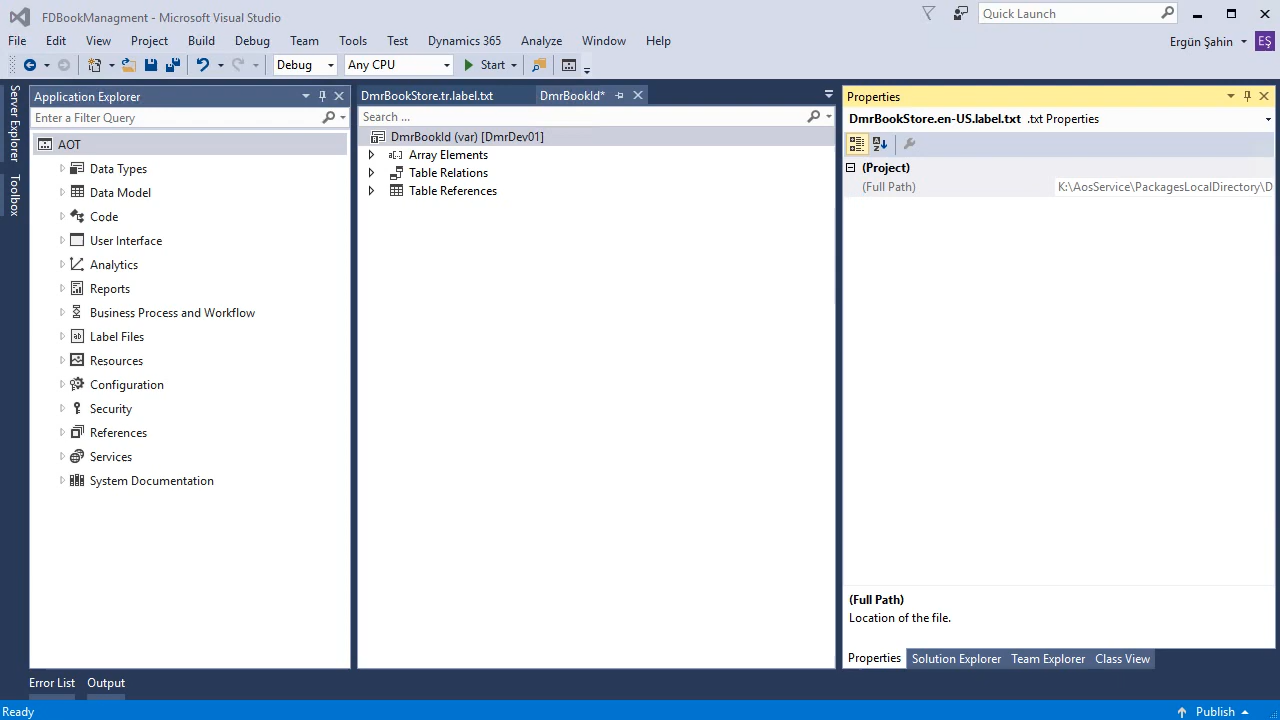 FDBookManagment - Microsoft Visual Studio
Quick Launch
File Edit View Project Build Debug Team Tools Test Dynamics 365 Analyze Window Help
Ergün Şahin EŞ
Debug Any CPU Start
Server Explorer
Toolbox
Application Explorer
Enter a Filter Query
AOT
Data Types
Data Model
Code
User Interface
Analytics
Reports
Business Process and Workflow
Label Files
Resources
Configuration
Security
References
Services
System Documentation
DmrBookStore.tr.label.txt DmrBookId*
Search ...
DmrBookId (var) [DmrDev01]
Array Elements
Table Relations
Table References
Properties
DmrBookStore.en-US.label.txt .txt Properties
(Project)
(Full Path) K:\AosService\PackagesLocalDirectory\D
(Full Path)
Location of the file.
Properties Solution Explorer Team Explorer Class View
Error List Output
Ready
Publish